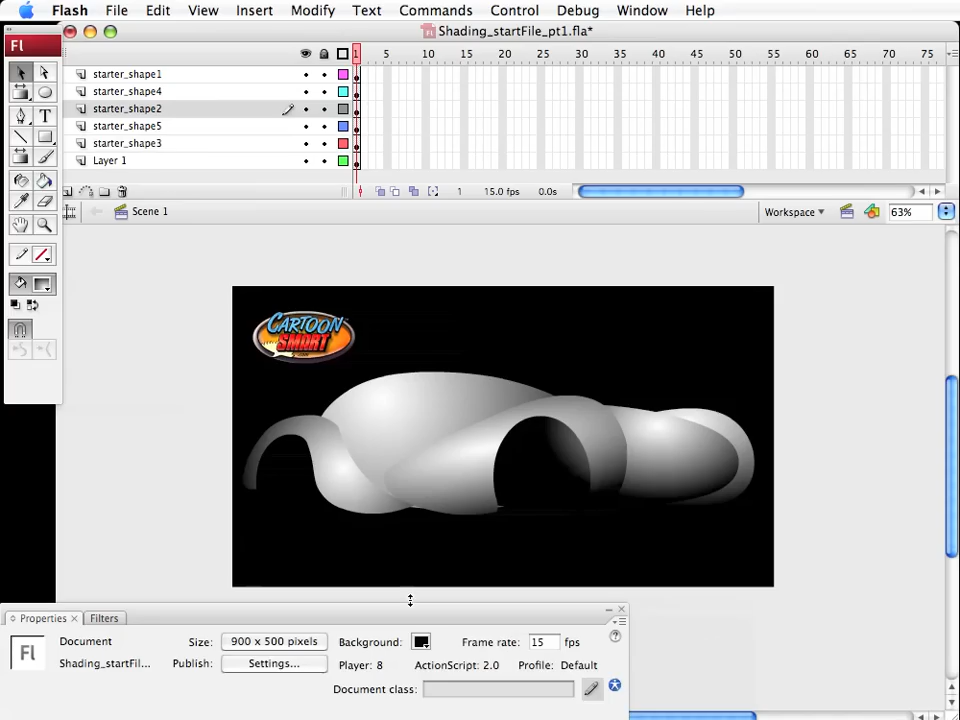 Flash File Edit View Insert Modify Text Commands Control Debug Window Help
Shading_startFile_pt1.fla*
Fl
1 5 10 15 20 25 30 35 40 45 50 55 60 65 70 75
starter_shape1
starter_shape4
starter_shape2
starter_shape5
starter_shape3
Layer 1
1 15.0 fps 0.0s
Scene 1 Workspace 63%
CARTOON
SMART
Properties Filters
Fl
Document Size: 900 x 500 pixels Background: Frame rate: 15 fps
Shading_startFil... Publish: Settings... Player: 8 ActionScript: 2.0 Profile: Default
Document class: